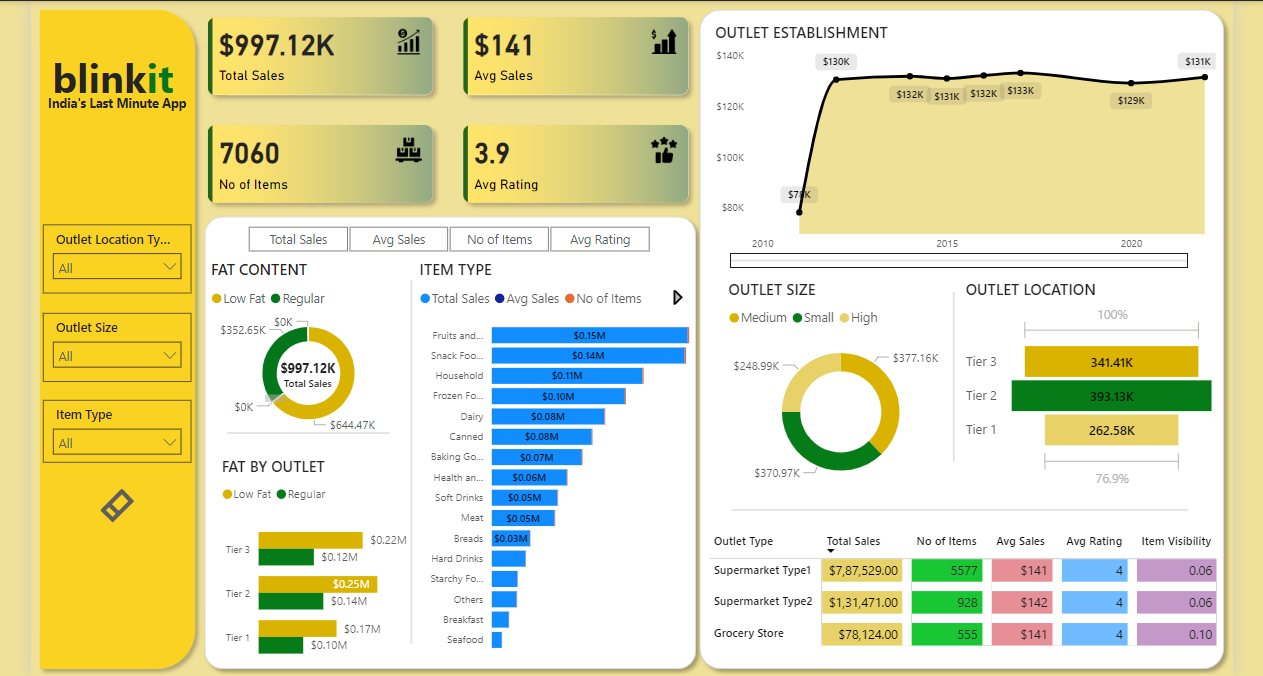 blinkit
India's Last Minute App
Outlet Location Ty...
All
Outlet Size
All
Item Type
All
$997.12K
Total Sales
$141
Avg Sales
7060
No of Items
3.9
Avg Rating
Total Sales
Avg Sales
No of Items
Avg Rating
FAT CONTENT
Low Fat
Regular
$0K
$352.65K
$997.12K
Total Sales
$0K
$644.47K
FAT BY OUTLET
Low Fat
Regular
Tier 3
$0.22M
$0.12M
Tier 2
$0.25M
$0.14M
Tier 1
$0.17M
$0.10M
ITEM TYPE
Total Sales
Avg Sales
No of Items
Fruits and...
$0.15M
Snack Foo...
$0.14M
Household
$0.11M
Frozen Fo...
$0.10M
Dairy
$0.08M
Canned
$0.08M
Baking Go...
$0.07M
Health an...
$0.06M
Soft Drinks
$0.05M
Meat
$0.05M
Breads
$0.03M
Hard Drinks
Starchy Fo...
Others
Breakfast
Seafood
OUTLET ESTABLISHMENT
$140K
$120K
$100K
$80K
$78K
$130K
$132K
$131K
$132K
$133K
$129K
$131K
2010
2015
2020
OUTLET SIZE
Medium
Small
High
$248.99K
$377.16K
$370.97K
OUTLET LOCATION
100%
Tier 3
341.41K
Tier 2
393.13K
Tier 1
262.58K
76.9%
Outlet Type Total Sales No of Items Avg Sales Avg Rating Item Visibility
Supermarket Type1 $7,87,529.00 5577 $141 4 0.06
Supermarket Type2 $1,31,471.00 928 $142 4 0.06
Grocery Store $78,124.00 555 $141 4 0.10